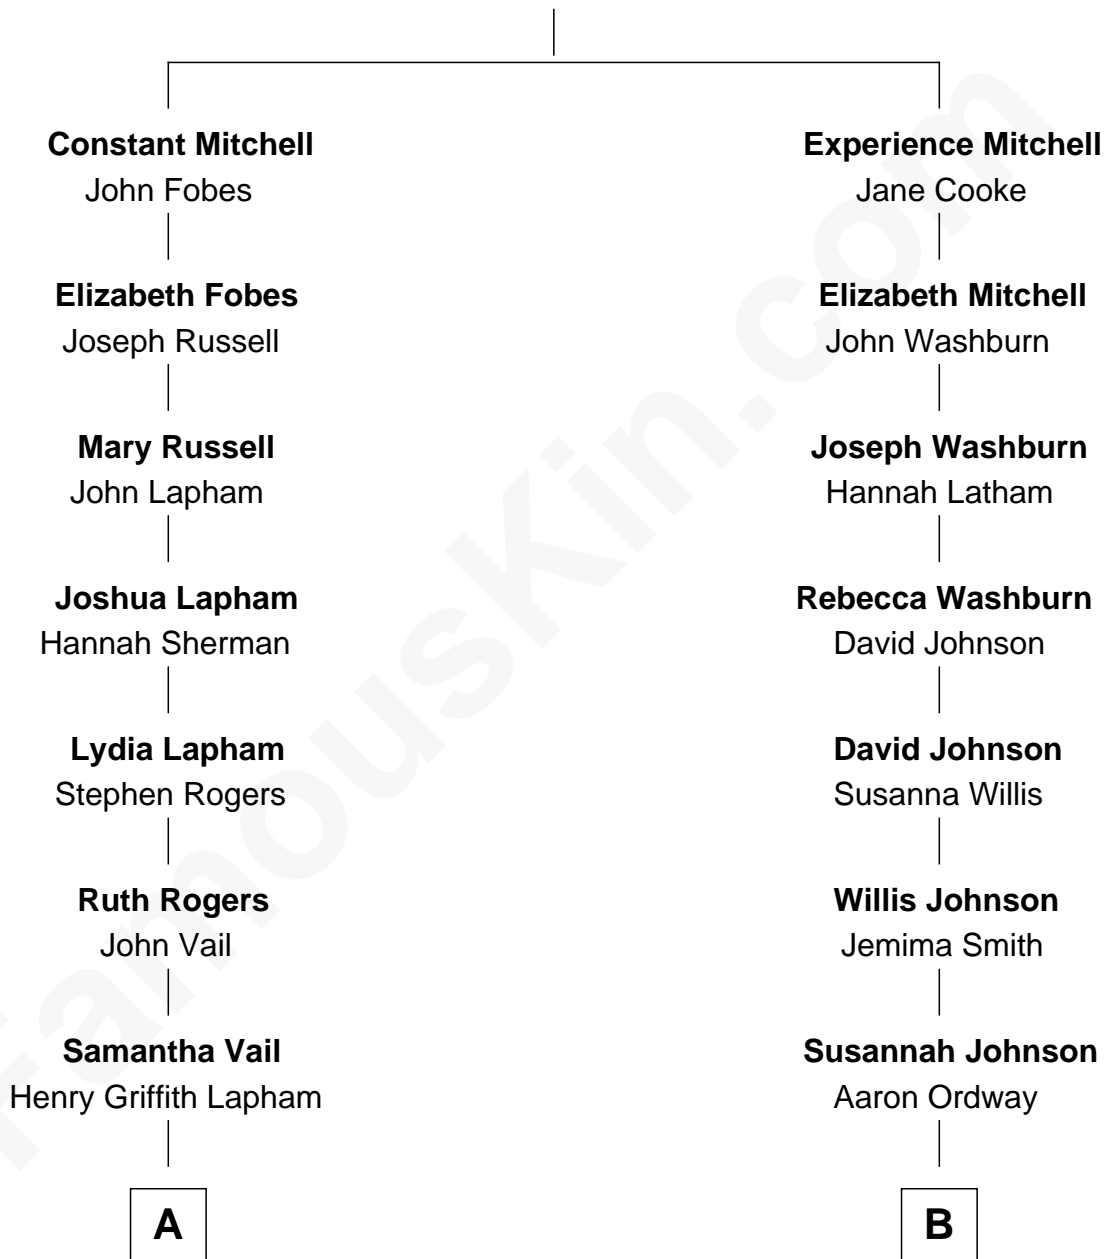 Constant Mitchell
John Fobes
Experience Mitchell
Jane Cooke
Elizabeth Fobes
Joseph Russell
Elizabeth Mitchell
John Washburn
Mary Russell
John Lapham
Joseph Washburn
Hannah Latham
Joshua Lapham
Hannah Sherman
Rebecca Washburn
David Johnson
Lydia Lapham
Stephen Rogers
David Johnson
Susanna Willis
Ruth Rogers
John Vail
Willis Johnson
Jemima Smith
Samantha Vail
Henry Griffith Lapham
Susannah Johnson
Aaron Ordway
A
B
FamousKin.com